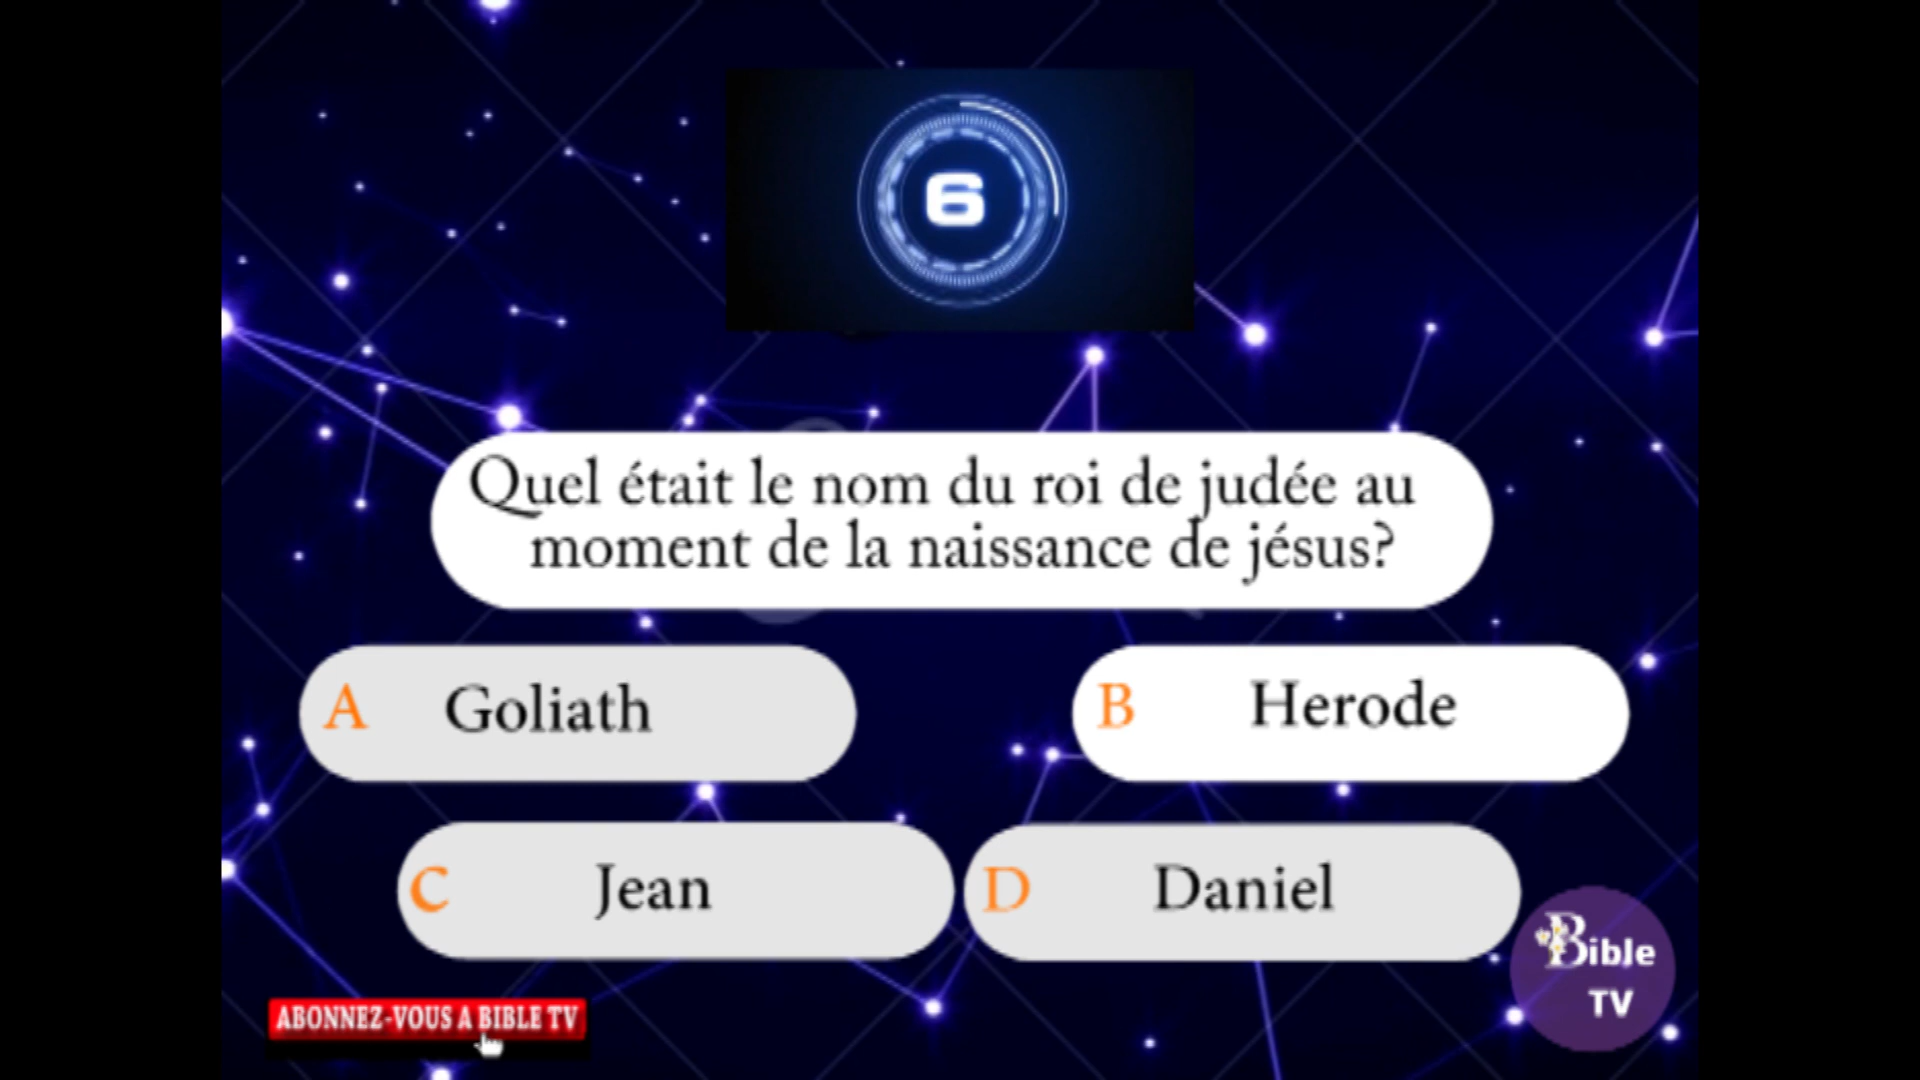 6
Quel était le nom du roi de judée au
moment de la naissance de jésus?
A Goliath
B Herode
C Jean
D Daniel
Bible
TV
ABONNEZ-VOUS A BIBLE TV